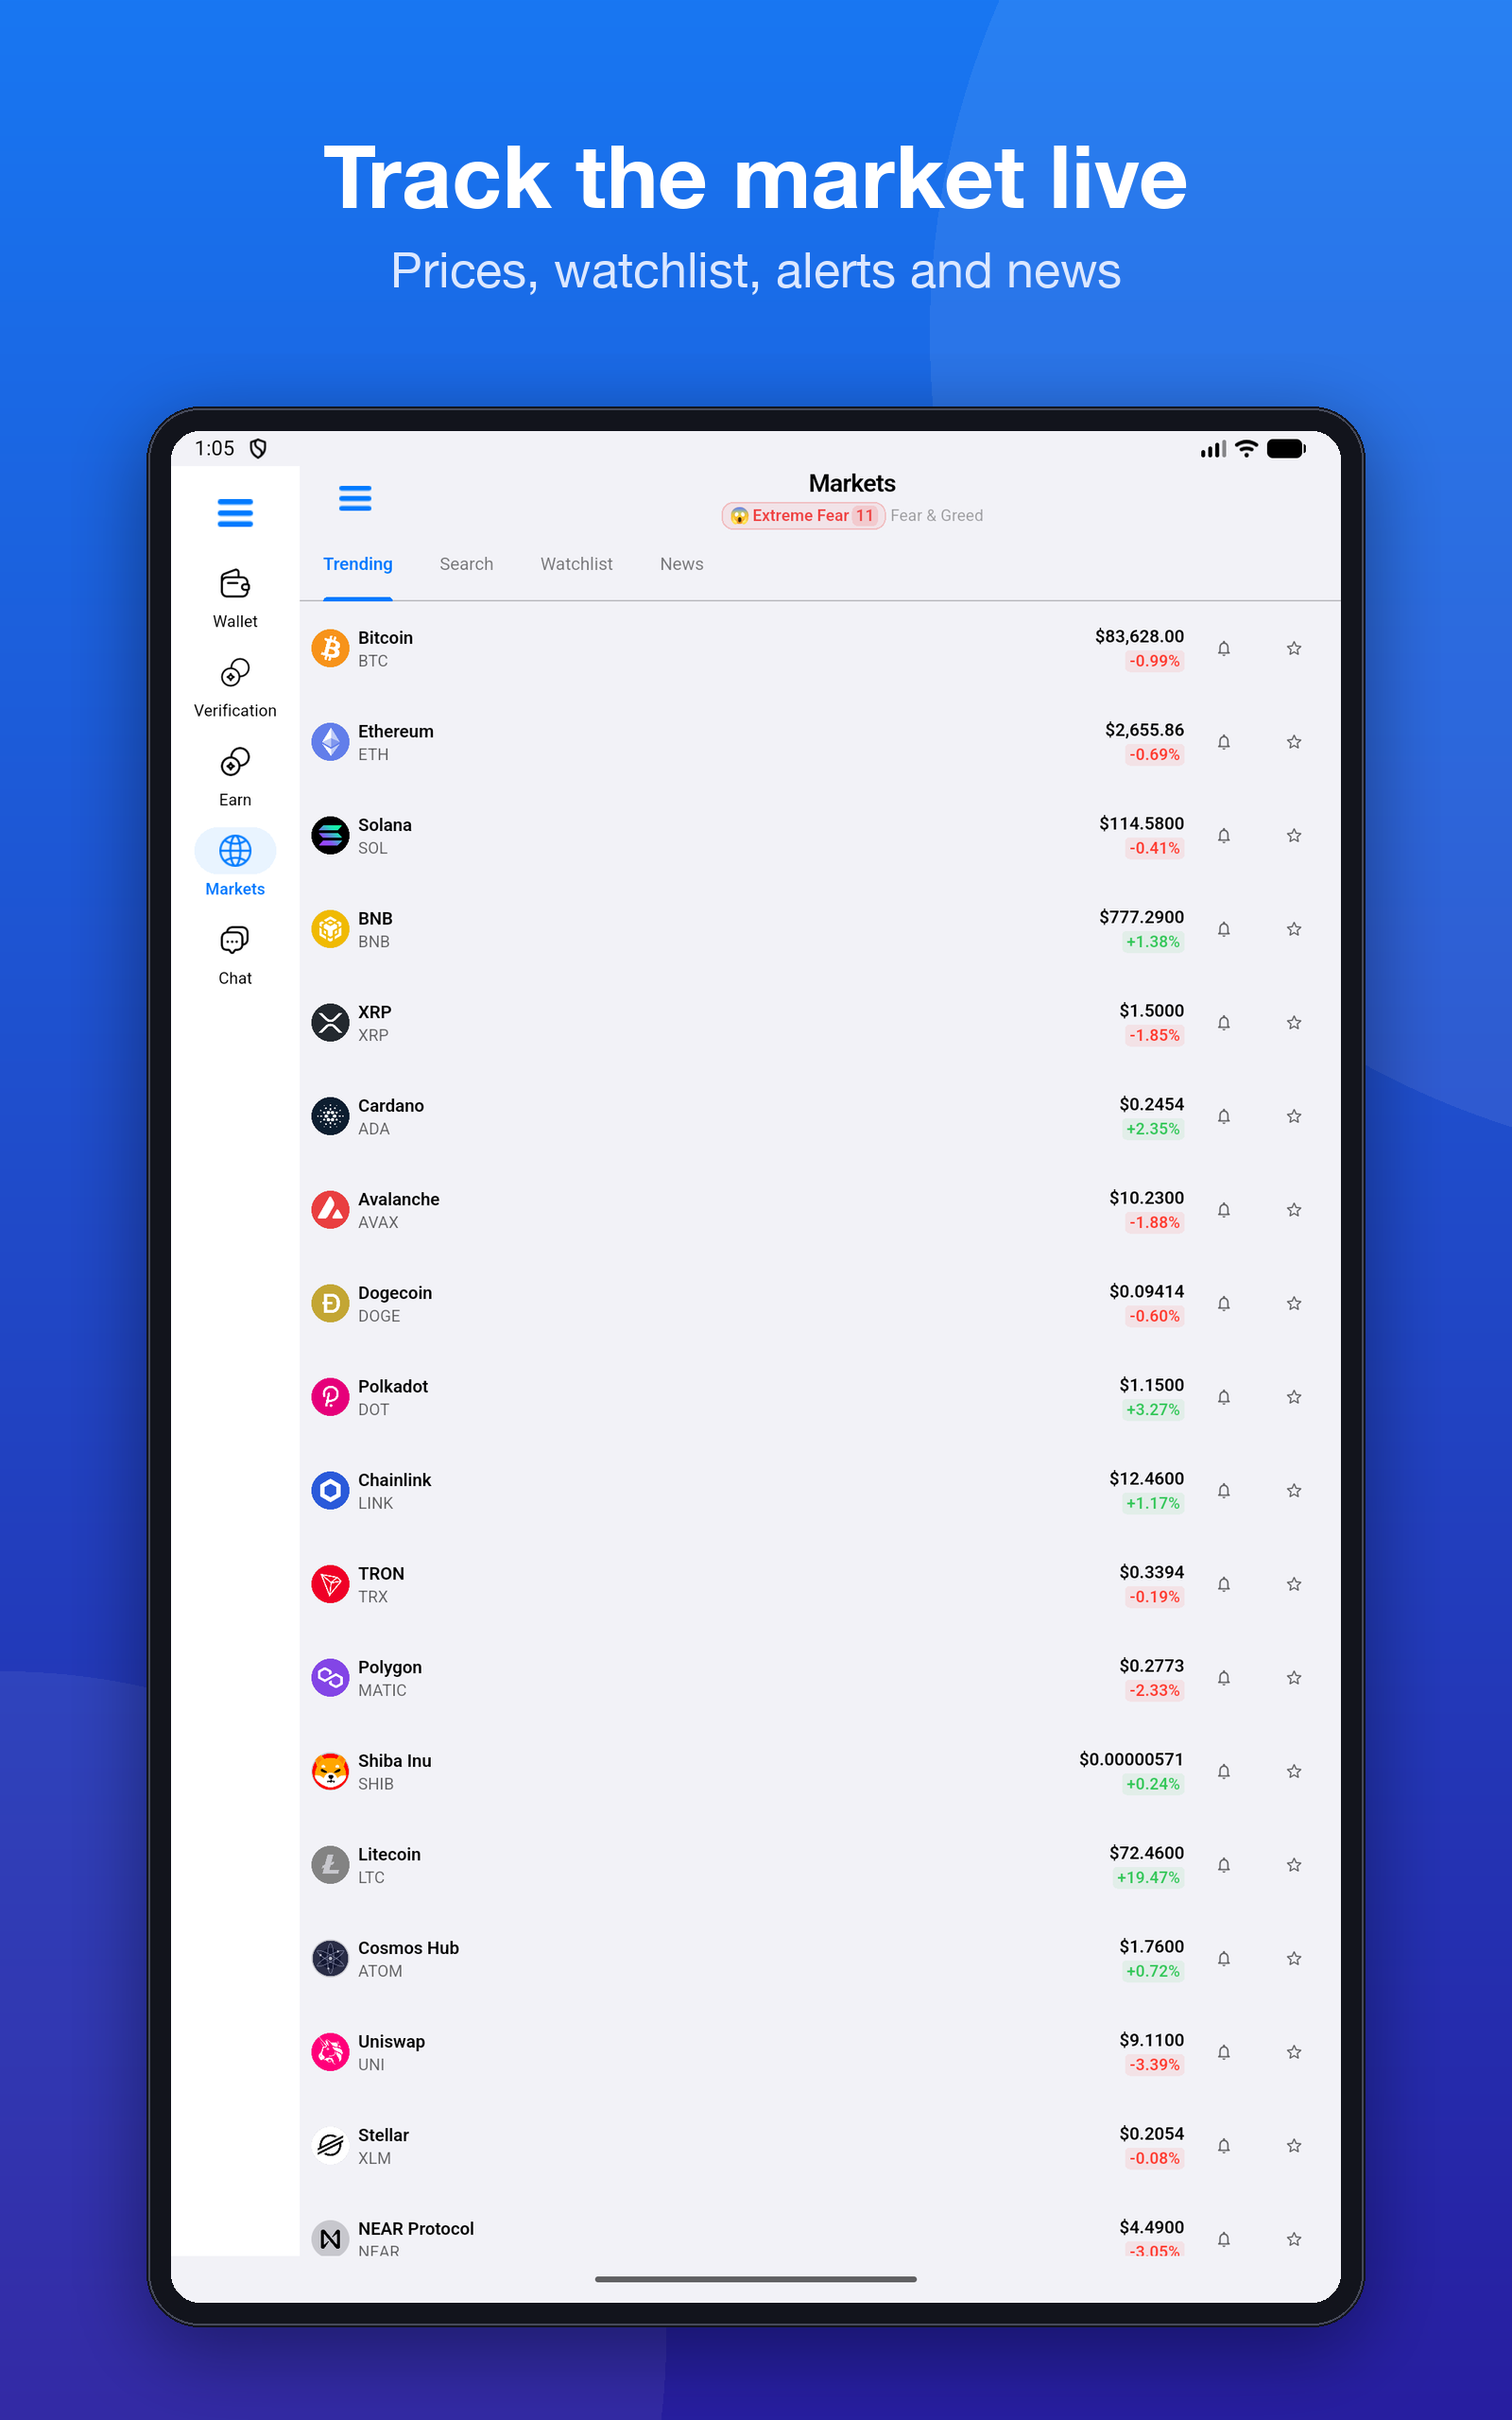 Track the market live
Prices, watchlist, alerts and news
1:05
Markets
😱 Extreme Fear 11 Fear & Greed
Trending Search Watchlist News
Wallet
Verification
Earn
Markets
Chat
Bitcoin $83,628.00
BTC -0.99%
Ethereum $2,655.86
ETH -0.69%
Solana $114.5800
SOL -0.41%
BNB $777.2900
BNB +1.38%
XRP $1.5000
XRP -1.85%
Cardano $0.2454
ADA +2.35%
Avalanche $10.2300
AVAX -1.88%
Dogecoin $0.09414
DOGE -0.60%
Polkadot $1.1500
DOT +3.27%
Chainlink $12.4600
LINK +1.17%
TRON $0.3394
TRX -0.19%
Polygon $0.2773
MATIC -2.33%
Shiba Inu $0.00000571
SHIB +0.24%
Litecoin $72.4600
LTC +19.47%
Cosmos Hub $1.7600
ATOM +0.72%
Uniswap $9.1100
UNI -3.39%
Stellar $0.2054
XLM -0.08%
NEAR Protocol $4.4900
NEAR -3.05%